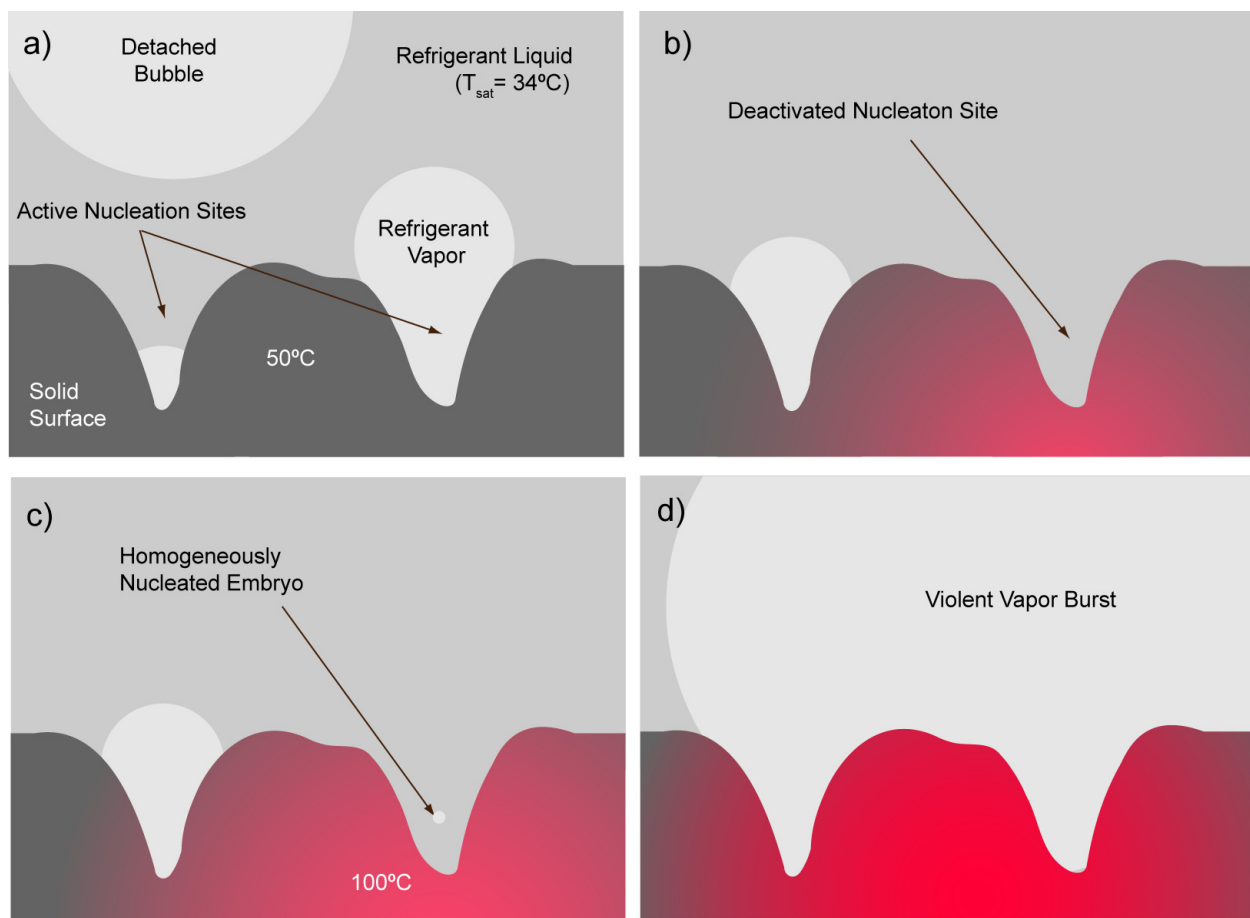 a)
Detached
Bubble
Refrigerant Liquid
(Tsat= 34ºC)
Active Nucleation Sites
Refrigerant
Vapor
50ºC
Solid
Surface
b)
Deactivated Nucleaton Site
c)
Homogeneously
Nucleated Embryo
100ºC
d)
Violent Vapor Burst